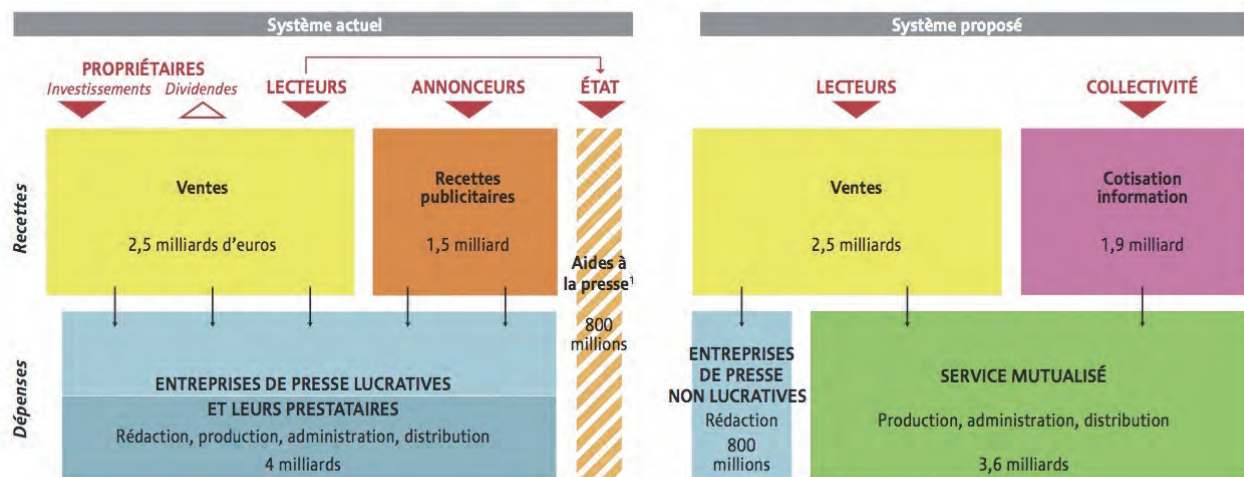 Système actuel
PROPRIÉTAIRES
Investissements Dividendes
LECTEURS
ANNONCEURS
ÉTAT
Recettes
Ventes
2,5 milliards d'euros
Recettes
publicitaires
1,5 milliard
Aides à
la presse¹
800
millions
Dépenses
ENTREPRISES DE PRESSE LUCRATIVES
ET LEURS PRESTATAIRES
Rédaction, production, administration, distribution
4 milliards
Système proposé
LECTEURS
COLLECTIVITÉ
Ventes
2,5 milliards
Cotisation
information
1,9 milliard
ENTREPRISES
DE PRESSE
NON LUCRATIVES
Rédaction
800
millions
SERVICE MUTUALISÉ
Production, administration, distribution
3,6 milliards